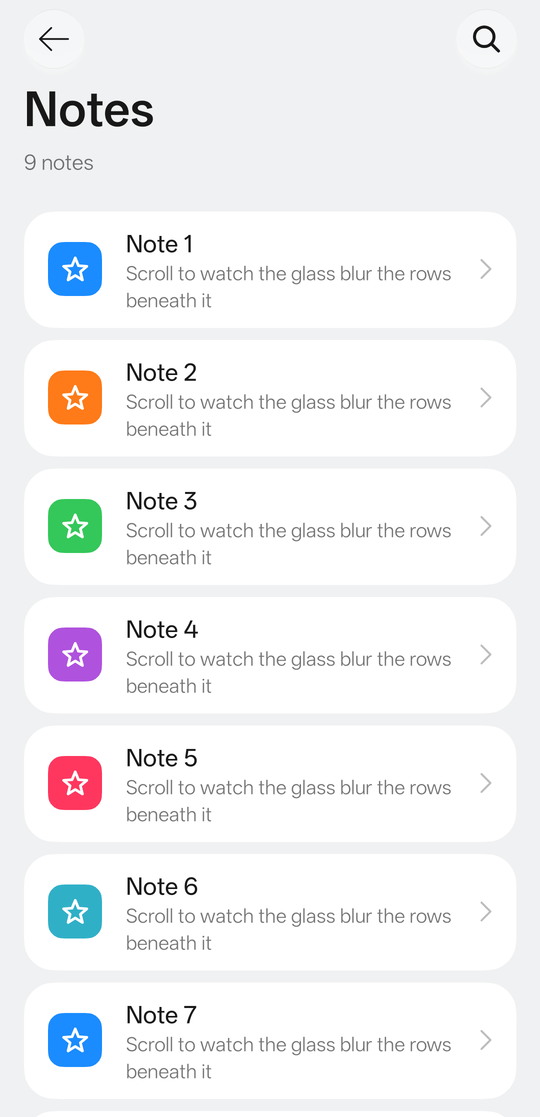 Notes
9 notes
Note 1
Scroll to watch the glass blur the rows
beneath it
Note 2
Scroll to watch the glass blur the rows
beneath it
Note 3
Scroll to watch the glass blur the rows
beneath it
Note 4
Scroll to watch the glass blur the rows
beneath it
Note 5
Scroll to watch the glass blur the rows
beneath it
Note 6
Scroll to watch the glass blur the rows
beneath it
Note 7
Scroll to watch the glass blur the rows
beneath it